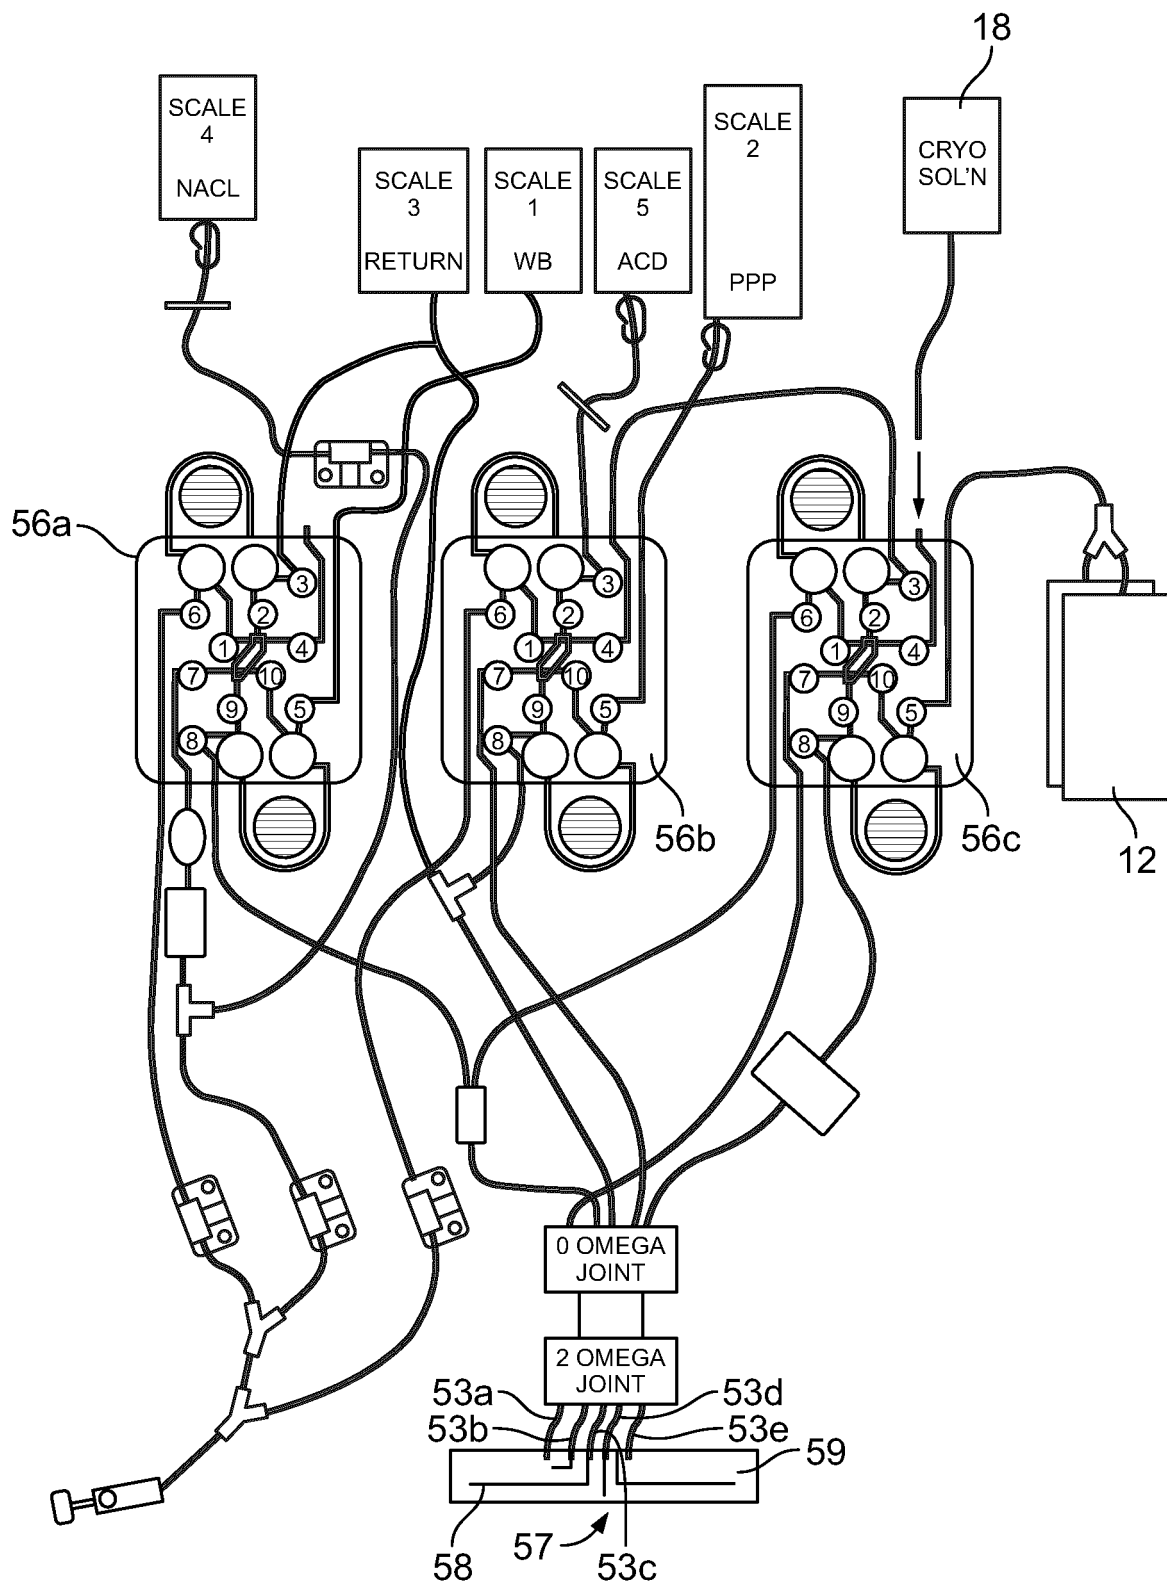 18
SCALE
4
NACL
SCALE
3
RETURN
SCALE
1
WB
SCALE
5
ACD
SCALE
2
PPP
CRYO
SOL'N
56a
3
6
2
1
4
7
10
9
5
8
3
6
2
1
4
7
10
9
5
8
56b
3
6
2
1
4
7
10
9
5
8
56c
12
0 OMEGA
JOINT
2 OMEGA
JOINT
53a
53d
53b
53e
59
58
57
53c